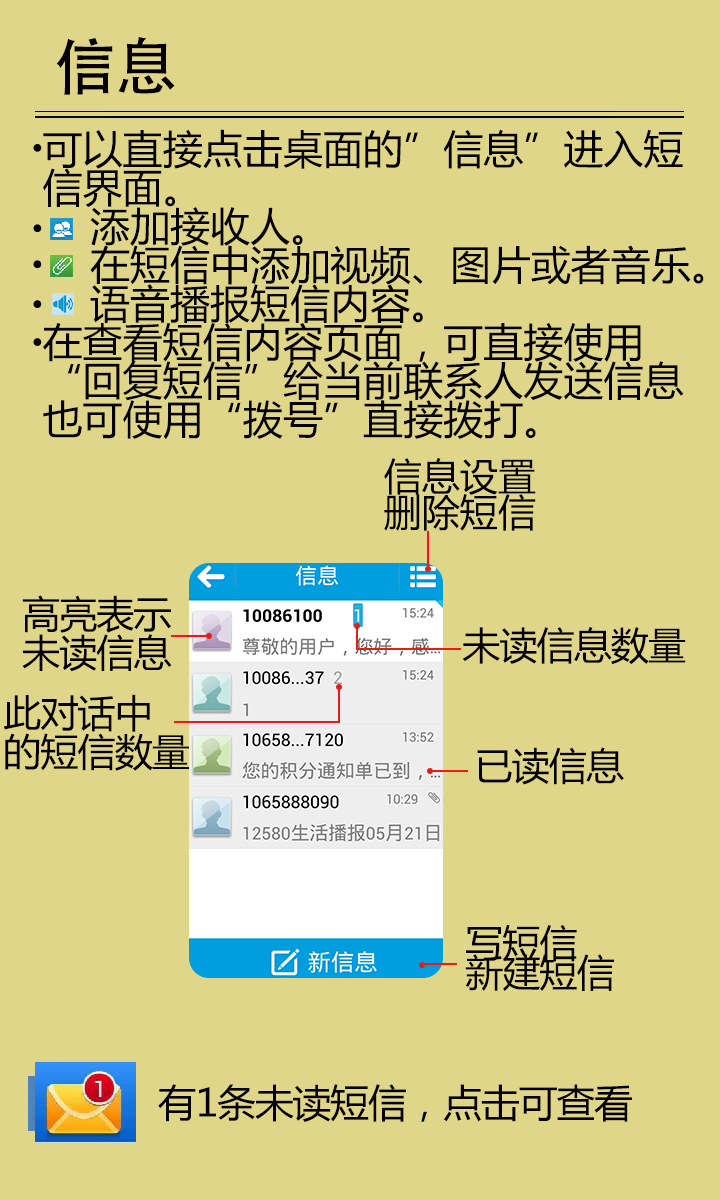 信息
·可以直接点击桌面的”信息”进入短
信界面。
· 添加接收人。
· 在短信中添加视频、图片或者音乐。
· 语音播报短信内容。
·在查看短信内容页面，可直接使用
“回复短信”给当前联系人发送信息
也可使用“拨号”直接拨打。
信息设置
删除短信
信息
高亮表示
未读信息
10086100 1 15:24
尊敬的用户，您好，感...
未读信息数量
10086...37 2 15:24
1
此对话中
的短信数量
10658...7120 13:52
您的积分通知单已到，...
已读信息
1065888090 10:29
12580生活播报05月21日
新信息
写短信
新建短信
1
有1条未读短信，点击可查看